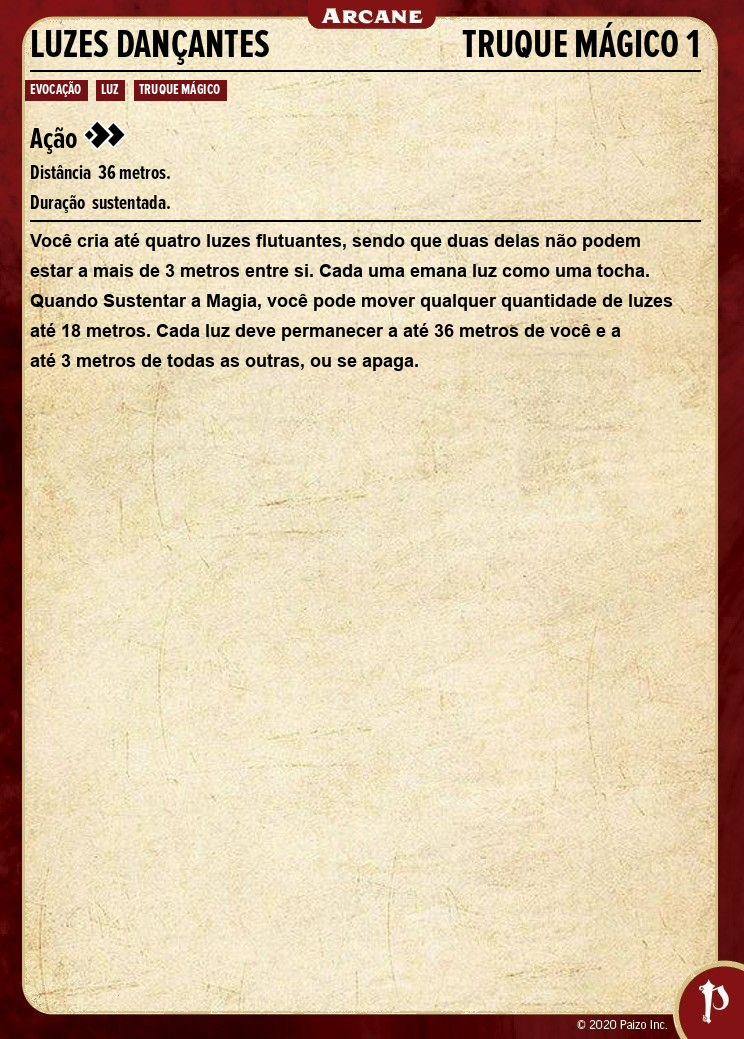 ARCANE
LUZES DANÇANTES TRUQUE MÁGICO 1
EVOCAÇÃO LUZ TRUQUE MÁGICO
Ação
Distância 36 metros.
Duração sustentada.
Você cria até quatro luzes flutuantes, sendo que duas delas não podem
estar a mais de 3 metros entre si. Cada uma emana luz como uma tocha.
Quando Sustentar a Magia, você pode mover qualquer quantidade de luzes
até 18 metros. Cada luz deve permanecer a até 36 metros de você e a
até 3 metros de todas as outras, ou se apaga.
© 2020 Paizo Inc.
P